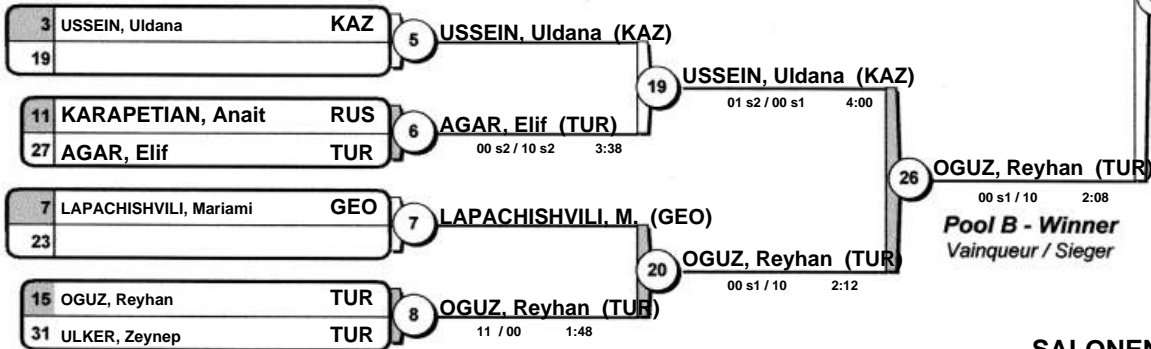 3 USSEIN, Uldana KAZ
19
5
USSEIN, Uldana (KAZ)
19
USSEIN, Uldana (KAZ)
01 s2 / 00 s1 4:00
11 KARAPETIAN, Anait RUS
27 AGAR, Elif TUR
6
AGAR, Elif (TUR)
00 s2 / 10 s2 3:38
26
OGUZ, Reyhan (TUR)
00 s1 / 10 2:08
Pool B - Winner
Vainqueur / Sieger
7 LAPACHISHVILI, Mariami GEO
23
7
LAPACHISHVILI, M. (GEO)
20
OGUZ, Reyhan (TUR)
00 s1 / 10 2:12
15 OGUZ, Reyhan TUR
31 ULKER, Zeynep TUR
8
OGUZ, Reyhan (TUR)
11 / 00 1:48